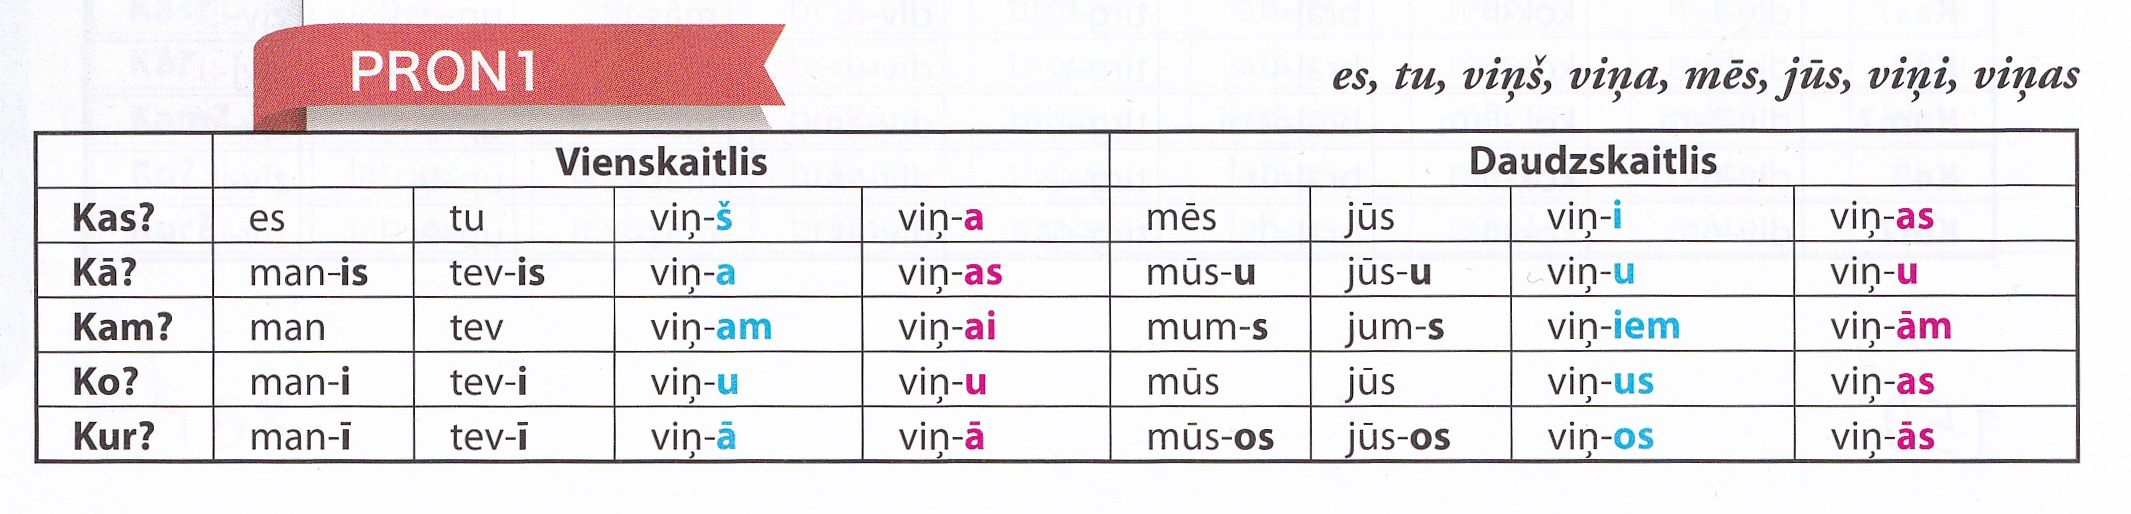 PRON1
es, tu, viņš, viņa, mēs, jūs, viņi, viņas
Vienskaitlis Daudzskaitlis
Kas? es tu viņ-š viņ-a mēs jūs viņ-i viņ-as
Kā? man-is tev-is viņ-a viņ-as mūs-u jūs-u viņ-u viņ-u
Kam? man tev viņ-am viņ-ai mum-s jum-s viņ-iem viņ-ām
Ko? man-i tev-i viņ-u viņ-u mūs jūs viņ-us viņ-as
Kur? man-ī tev-ī viņ-ā viņ-ā mūs-os jūs-os viņ-os viņ-ās